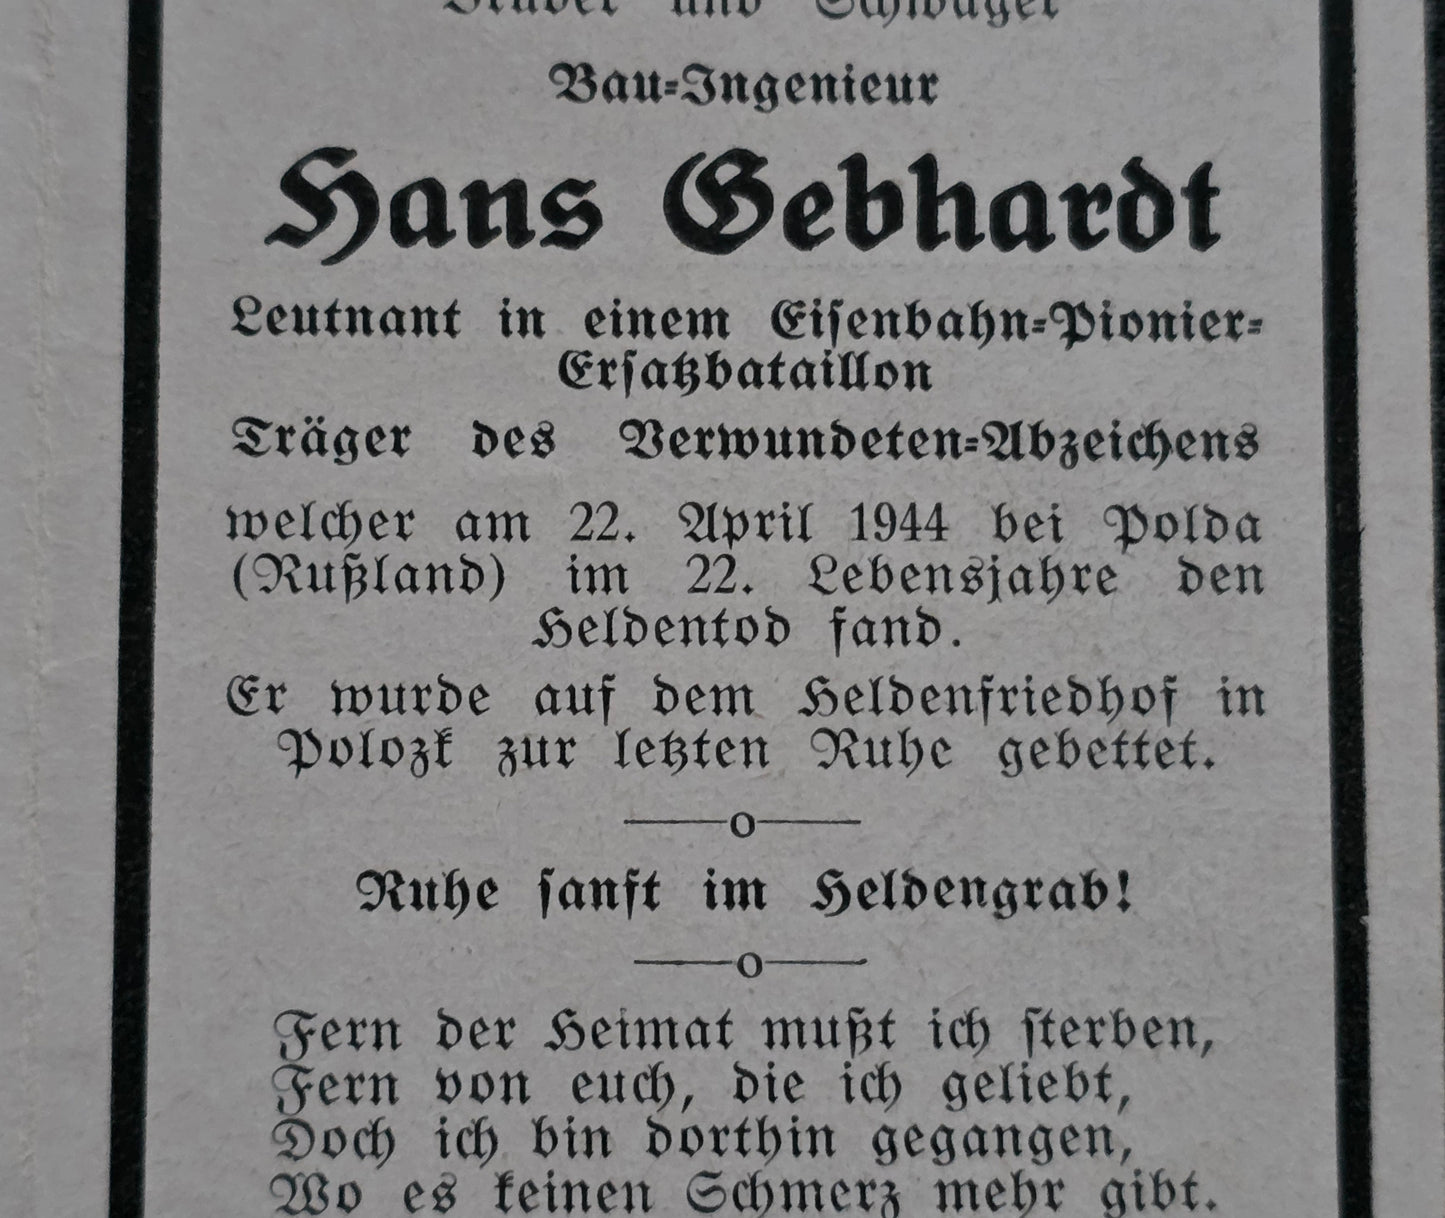 Bruder und Schwager
Bau-Ingenieur
Hans Gebhardt
Leutnant in einem Eisenbahn-Pionier-
Ersatzbataillon
Träger des Verwundeten-Abzeichens
welcher am 22. April 1944 bei Polda
(Rußland) im 22. Lebensjahre den
Heldentod fand.
Er wurde auf dem Heldenfriedhof in
Polozk zur letzten Ruhe gebettet.
Ruhe sanft im Heldengrab!
Fern der Heimat mußt ich sterben,
Fern von euch, die ich geliebt,
Doch ich bin dorthin gegangen,
Wo es keinen Schmerz mehr gibt.